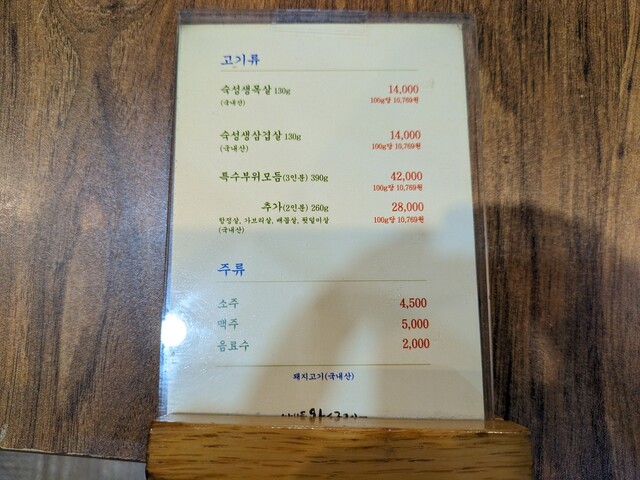 고기류
숙성생목살 130g 14,000
(국내산) 100g당 10,769원
숙성생삼겹살 130g 14,000
(국내산) 100g당 10,769원
특수부위모듬(3인분) 390g 42,000
100g당 10,769원
추가(2인분) 260g 28,000
항정살, 가브리살, 배꼽살, 뒷덜미살 100g당 10,769원
(국내산)
주류
소주 4,500
맥주 5,000
음료수 2,000
돼지고기(국내산)